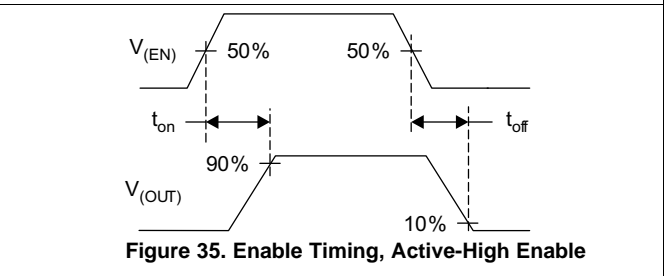 V(EN) 50% 50%
ton toff
90%
V(OUT)
10%
Figure 35. Enable Timing, Active-High Enable